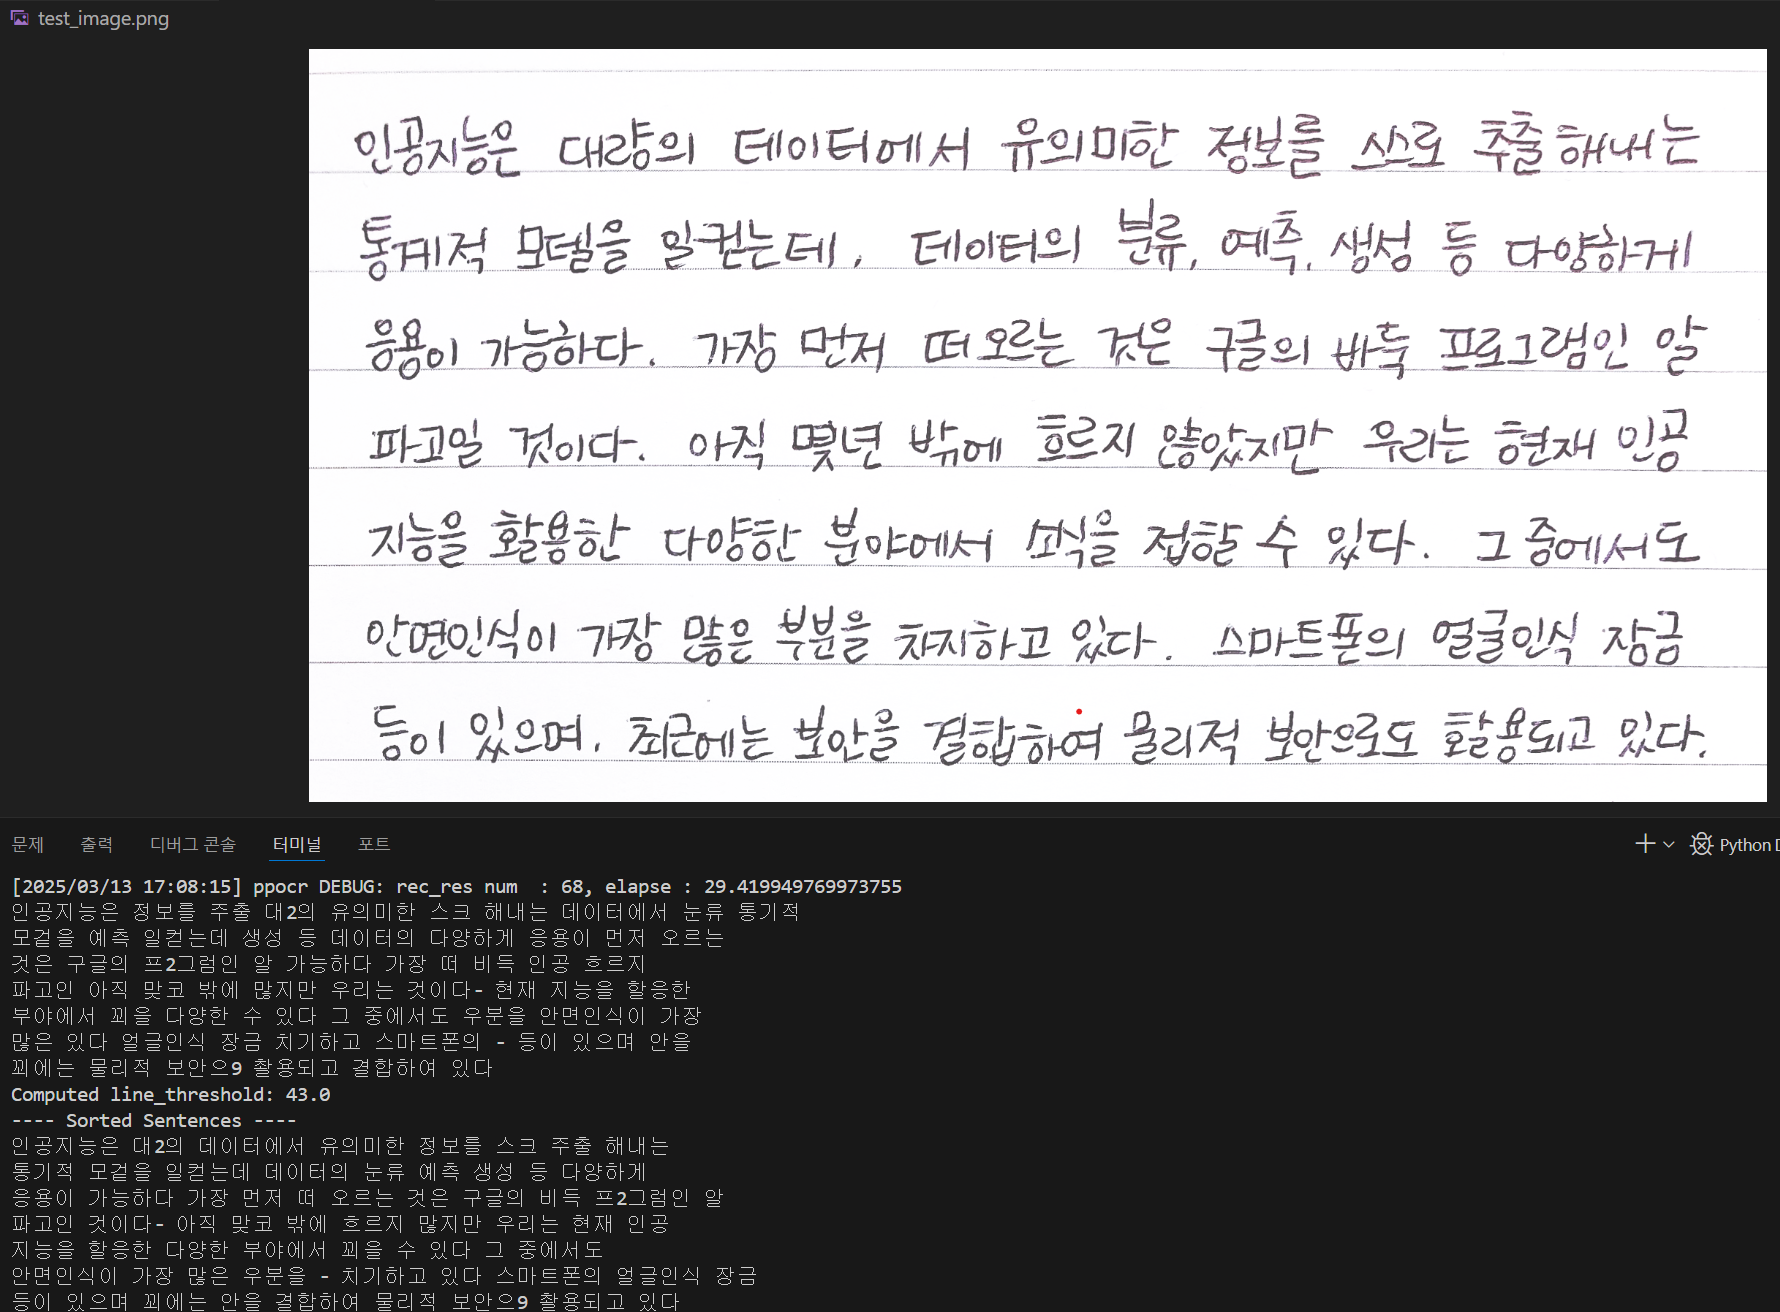 test_image.png
인공지능은 대량의 데이터에서 유의미한 정보를 스스로 추출해내는
통계적 모델을 일컫는데, 데이터의 분류, 예측, 생성 등 다양하게
응용이 가능하다. 가장 먼저 떠오르는 것은 구글의 바둑 프로그램인 알
파고일 것이다. 아직 몇년 밖에 흐르지 않았지만 우리는 현재 인공
지능을 활용한 다양한 분야에서 소식을 접할 수 있다. 그 중에서도
안면인식이 가장 많은 부분을 차지하고 있다. 스마트폰의 얼굴인식 잠금
등이 있으며, 최근에는 보안을 결합하여 물리적 보안으로도 활용되고 있다.
문제 출력 디버그 콘솔 터미널 포트 Python
[2025/03/13 17:08:15] ppocr DEBUG: rec_res num  : 68, elapse : 29.419949769973755
인공지능은 정보를 주출 대2의 유의미한 스크 해내는 데이터에서 눈류 통기적
모겉을 예측 일컫는데 생성 등 데이터의 다양하게 응용이 먼저 오르는
것은 구글의 프2그럼인 알 가능하다 가장 떠 비득 인공 흐르지
파고인 아직 맞코 밖에 많지만 우리는 것이다- 현재 지능을 할응한
부야에서 꾀을 다양한 수 있다 그 중에서도 우분을 안면인식이 가장
많은 있다 얼글인식 장금 치기하고 스마트폰의 - 등이 있으며 안을
꾀에는 물리적 보안으9 활용되고 결합하여 있다
Computed line_threshold: 43.0
---- Sorted Sentences ----
인공지능은 대2의 데이터에서 유의미한 정보를 스크 주출 해내는
통기적 모겉을 일컫는데 데이터의 눈류 예측 생성 등 다양하게
응용이 가능하다 가장 먼저 떠 오르는 것은 구글의 비득 프2그럼인 알
파고인 것이다- 아직 맞코 밖에 흐르지 많지만 우리는 현재 인공
지능을 할응한 다양한 부야에서 꾀을 수 있다 그 중에서도
안면인식이 가장 많은 우분을 - 치기하고 있다 스마트폰의 얼글인식 장금
등이 있으며 꾀에는 안을 결합하여 물리적 보안으9 활용되고 있다